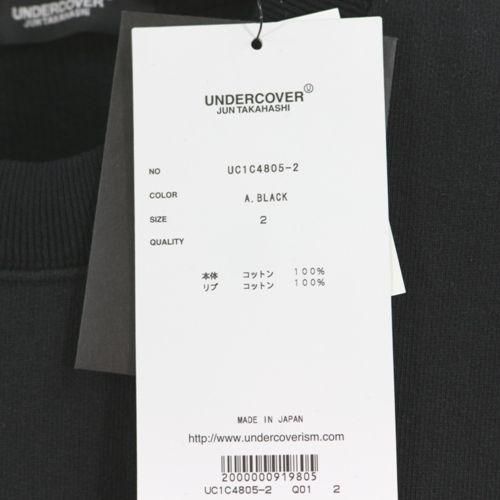 UNDERCOVER
JUN TAKAHASHI
UNDERCOVER U
JUN TAKAHASHI
NO UC1C4805-2
COLOR A.BLACK
SIZE 2
QUALITY
本体 コットン 100%
リブ コットン 100%
MADE IN JAPAN
http://www.undercoverism.com/
2000000919805
UC1C4805-2 Q01 2